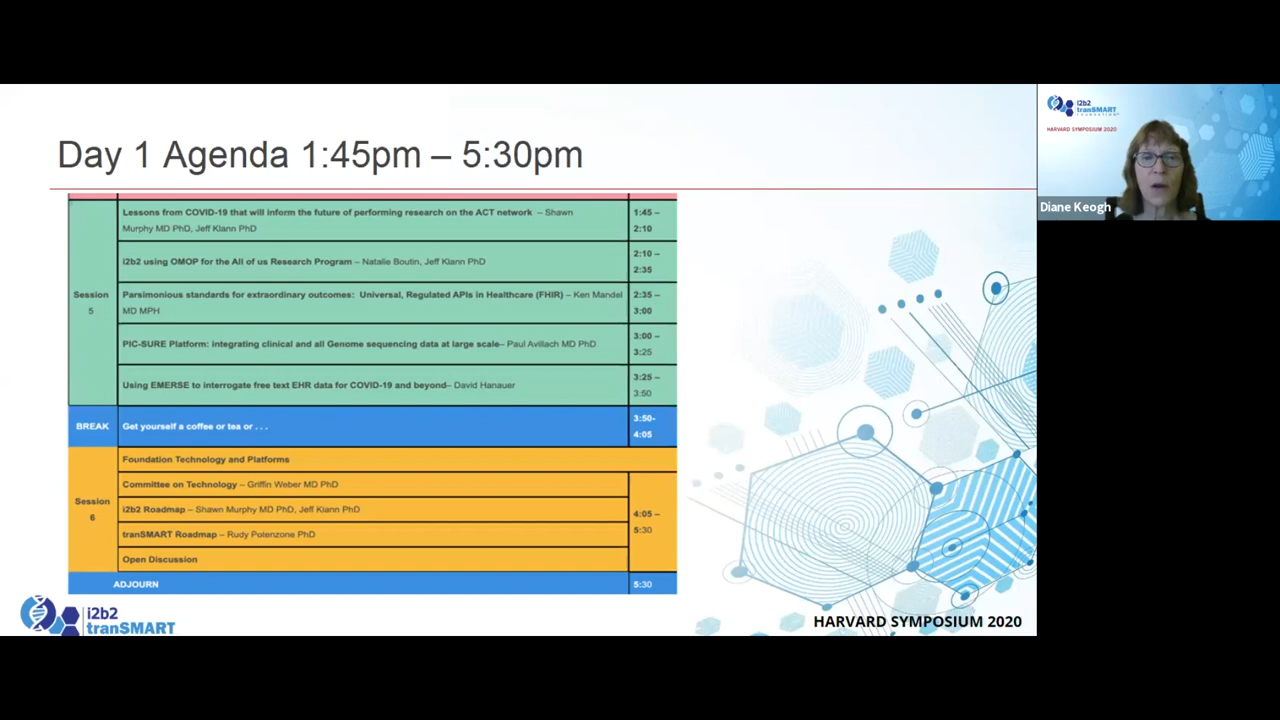 Day 1 Agenda 1:45pm – 5:30pm
Session
5
Lessons from COVID-19 that will inform the future of performing research on the ACT network – Shawn
Murphy MD PhD, Jeff Klann PhD
1:45 –
2:10
i2b2 using OMOP for the All of us Research Program – Natalie Boutin, Jeff Klann PhD
2:10 –
2:35
Parsimonious standards for extraordinary outcomes: Universal, Regulated APIs in Healthcare (FHIR) – Ken Mandel
MD MPH
2:35 –
3:00
PIC-SURE Platform: integrating clinical and all Genome sequencing data at large scale– Paul Avillach MD PhD
3:00 –
3:25
Using EMERSE to interrogate free text EHR data for COVID-19 and beyond– David Hanauer
3:25 –
3:50
BREAK
Get yourself a coffee or tea or . . .
3:50-
4:05
Session
6
Foundation Technology and Platforms
Committee on Technology – Griffin Weber MD PhD
i2b2 Roadmap – Shawn Murphy MD PhD, Jeff Klann PhD
tranSMART Roadmap – Rudy Polenzone PhD
Open Discussion
4:05 –
5:30
ADJOURN
5:30
i2b2
tranSMART
HARVARD SYMPOSIUM 2020
i2b2
tranSMART
FOUNDATION
HARVARD SYMPOSIUM 2020
Diane Keogh